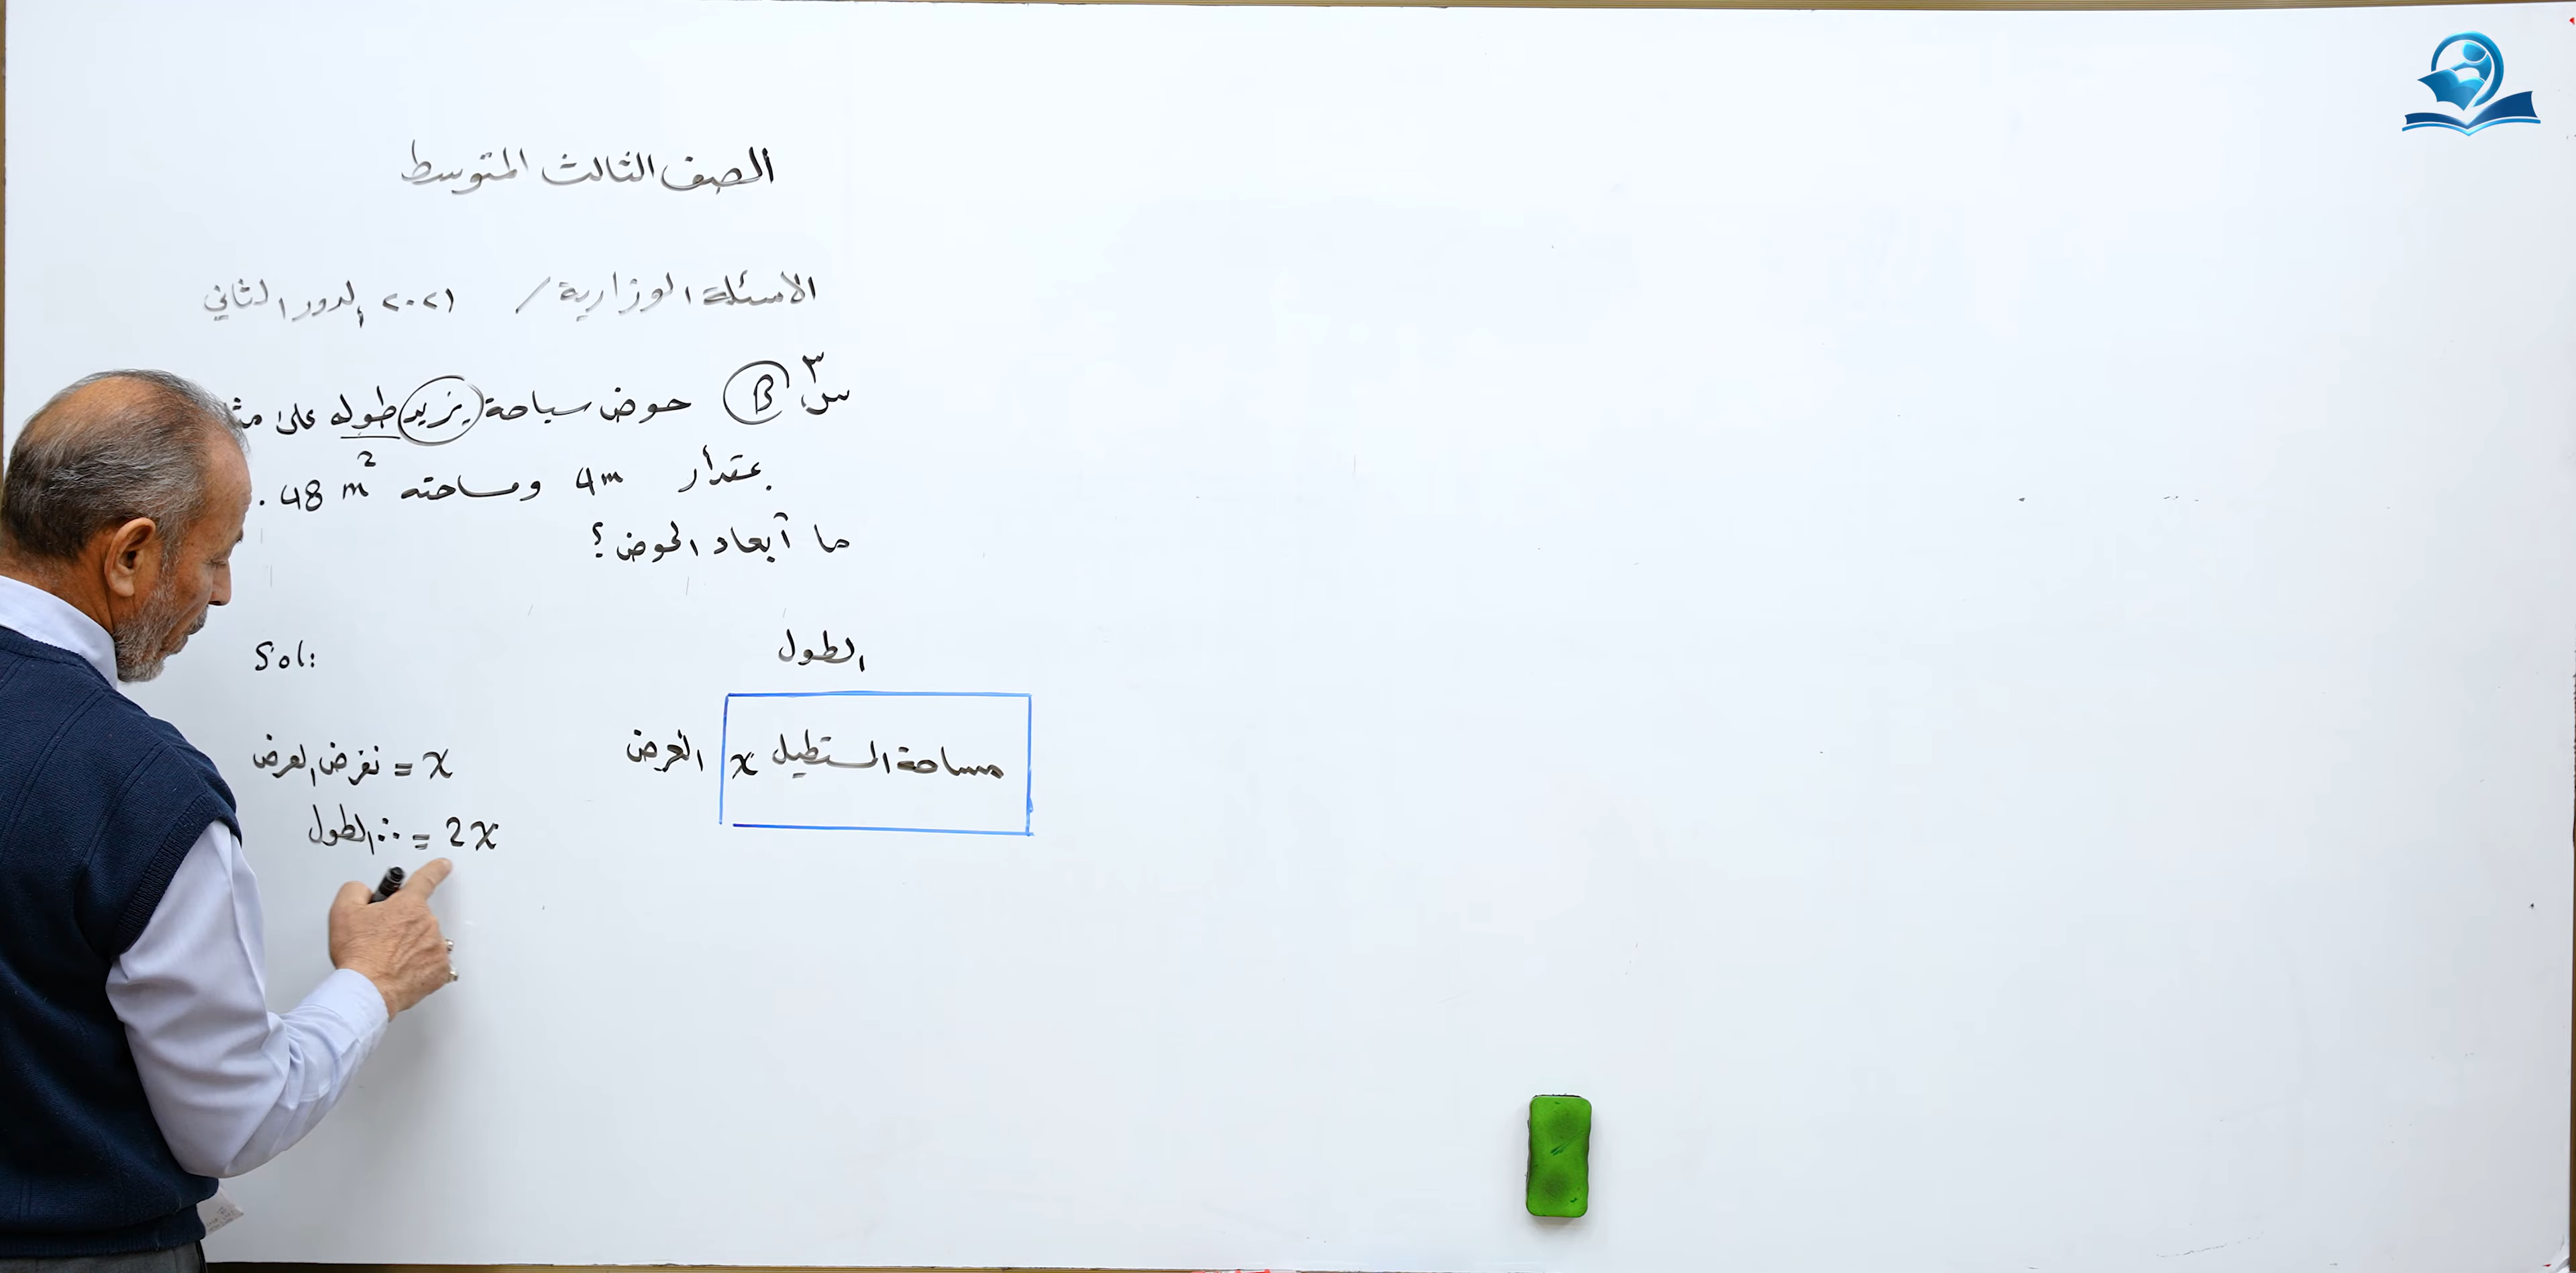 الصف الثالث المتوسط
الاسئلة الوزارية / ٢٠٢١ الدور الثاني
س٣ B حوض سباحة يزيد طوله على
بمقدار 4m ومساحته 48 m² .
ما أبعاد الحوض؟
Sol:
الطول
نفرض العرض = x
العرض
x مساحة المستطيل
∴ الطول = 2x